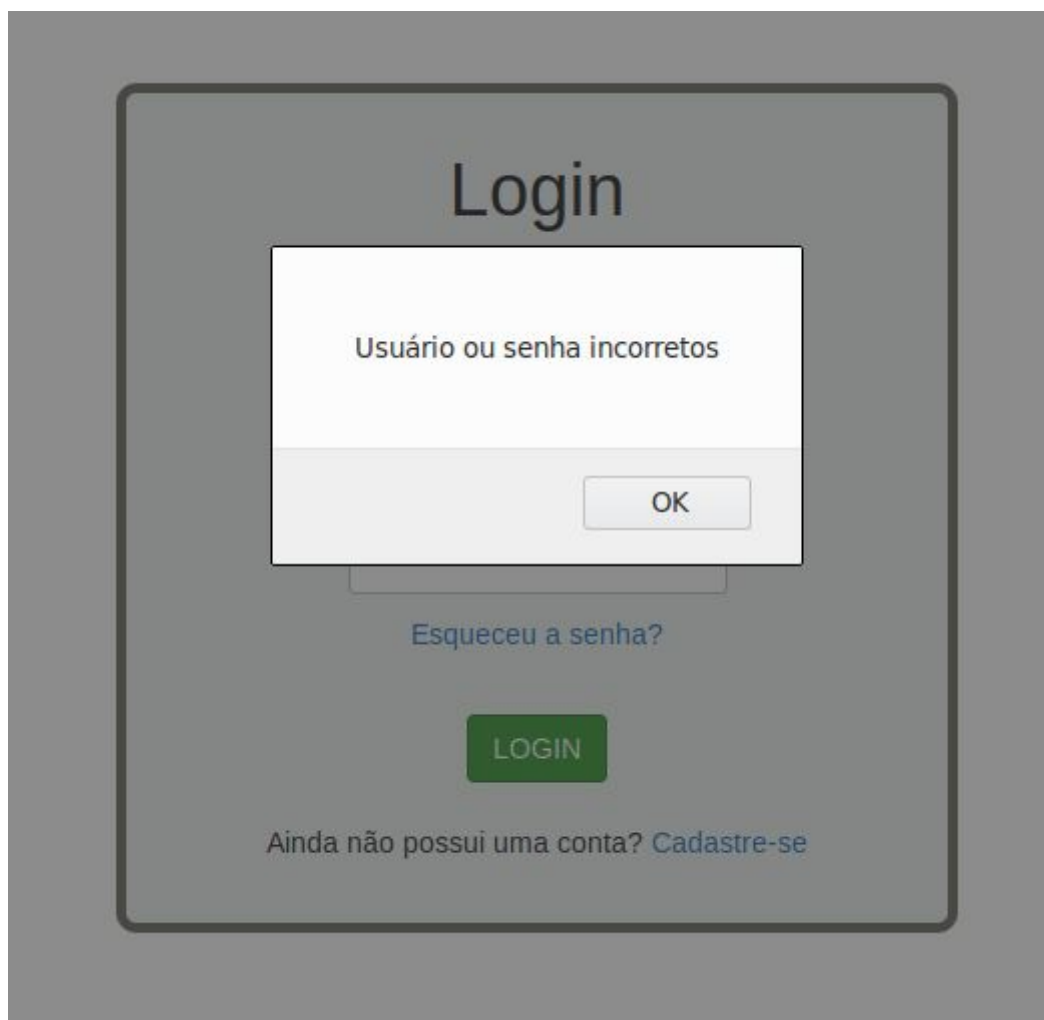 Login
Usuário ou senha incorretos
OK
Esqueceu a senha?
LOGIN
Ainda não possui uma conta? Cadastre-se